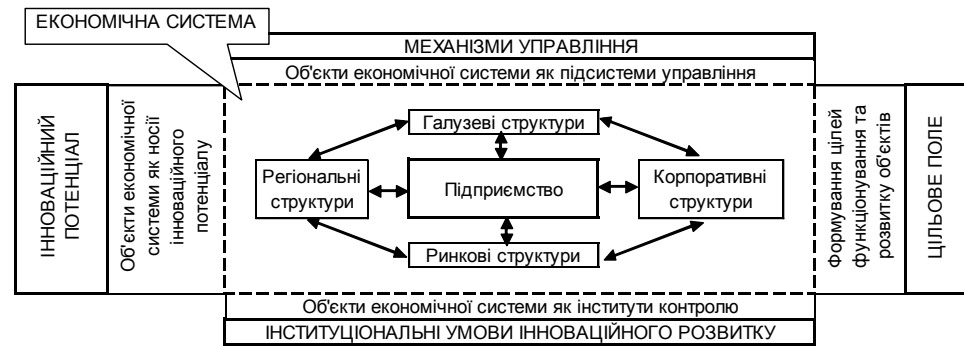 ЕКОНОМІЧНА СИСТЕМА
МЕХАНІЗМИ УПРАВЛІННЯ
Об'єкти економічної системи як підсистеми управління
ІННОВАЦІЙНИЙ
ПОТЕНЦІАЛ
Об'єкти економічної
системи як носії
інноваційного
потенціалу
Галузеві структури
Регіональні
структури
Підприємство
Корпоративні
структури
Ринкові структури
Формування цілей
функціонування та
розвитку об'єктів
ЦІЛЬОВЕ ПОЛЕ
Об'єкти економічної системи як інститути контролю
ІНСТИТУЦІОНАЛЬНІ УМОВИ ІННОВАЦІЙНОГО РОЗВИТКУ